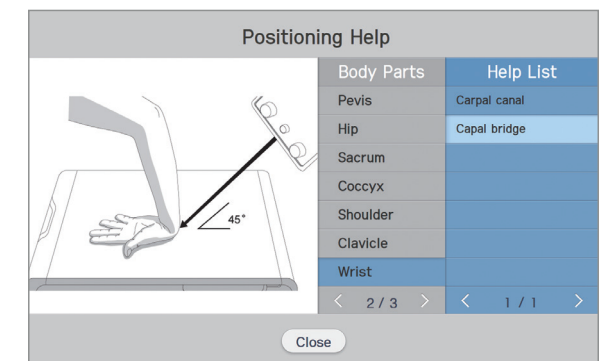 Positioning Help
45°
Body Parts
Pevis
Hip
Sacrum
Coccyx
Shoulder
Clavicle
Wrist
< 2 / 3 >
Help List
Carpal canal
Capal bridge
< 1 / 1 >
Close